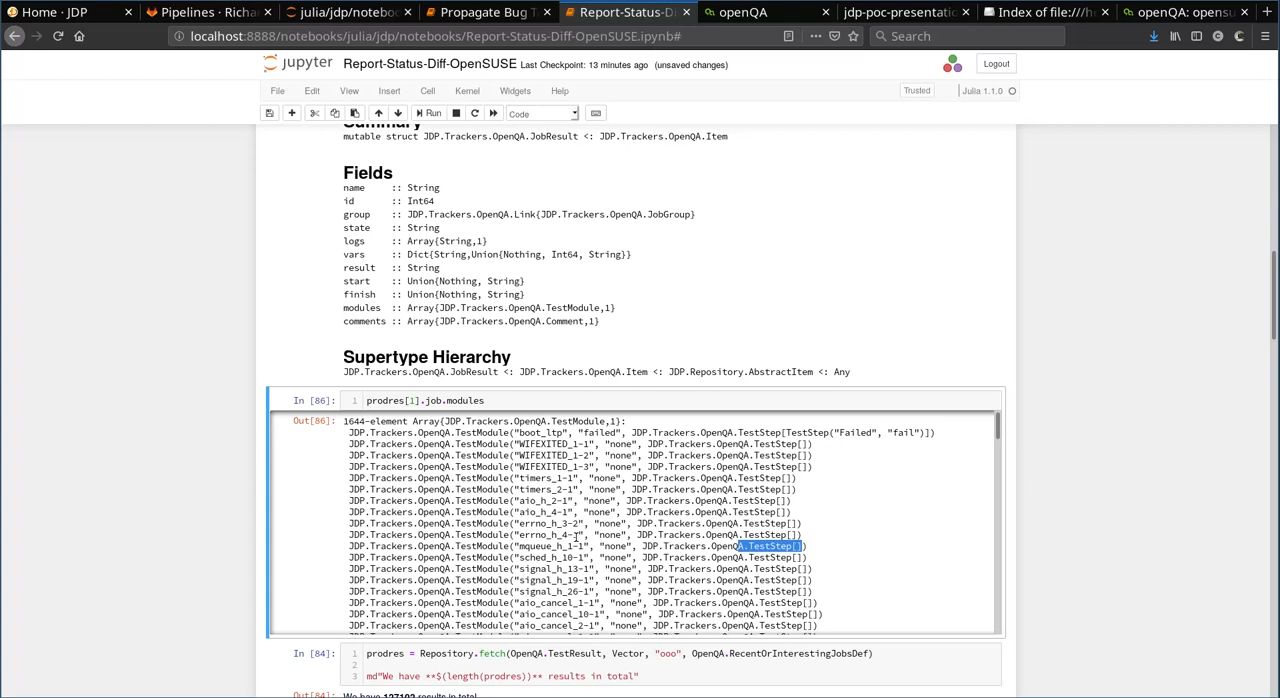 Home · JDP
Pipelines · Richa
julia/jdp/noteboo
Propagate Bug T
Report-Status-Di
openQA
jdp-poc-presentatio
Index of file:///h
openQA: opensu
localhost:8888/notebooks/julia/jdp/notebooks/Report-Status-Diff-OpenSUSE.ipynb#
Search
jupyter Report-Status-Diff-OpenSUSE Last Checkpoint: 13 minutes ago (unsaved changes)
Logout
File Edit View Insert Cell Kernel Widgets Help
Trusted
Julia 1.1.0
Run
Code
Summary
mutable struct JDP.Trackers.OpenQA.JobResult <: JDP.Trackers.OpenQA.Item
Fields
name :: String
id :: Int64
group :: JDP.Trackers.OpenQA.Link{JDP.Trackers.OpenQA.JobGroup}
state :: String
logs :: Array{String,1}
vars :: Dict{String,Union{Nothing, Int64, String}}
result :: String
start :: Union{Nothing, String}
finish :: Union{Nothing, String}
modules :: Array{JDP.Trackers.OpenQA.TestModule,1}
comments :: Array{JDP.Trackers.OpenQA.Comment,1}
Supertype Hierarchy
JDP.Trackers.OpenQA.JobResult <: JDP.Trackers.OpenQA.Item <: JDP.Repository.AbstractItem <: Any
In [86]: 1 prodres[1].job.modules
Out[86]: 1644-element Array{JDP.Trackers.OpenQA.TestModule,1}:
JDP.Trackers.OpenQA.TestModule("boot_ltp", "failed", JDP.Trackers.OpenQA.TestStep[TestStep("Failed", "fail")])
JDP.Trackers.OpenQA.TestModule("WIFEXITED_1-1", "none", JDP.Trackers.OpenQA.TestStep[])
JDP.Trackers.OpenQA.TestModule("WIFEXITED_1-2", "none", JDP.Trackers.OpenQA.TestStep[])
JDP.Trackers.OpenQA.TestModule("WIFEXITED_1-3", "none", JDP.Trackers.OpenQA.TestStep[])
JDP.Trackers.OpenQA.TestModule("timers_1-1", "none", JDP.Trackers.OpenQA.TestStep[])
JDP.Trackers.OpenQA.TestModule("timers_2-1", "none", JDP.Trackers.OpenQA.TestStep[])
JDP.Trackers.OpenQA.TestModule("aio_h_2-1", "none", JDP.Trackers.OpenQA.TestStep[])
JDP.Trackers.OpenQA.TestModule("aio_h_4-1", "none", JDP.Trackers.OpenQA.TestStep[])
JDP.Trackers.OpenQA.TestModule("errno_h_3-2", "none", JDP.Trackers.OpenQA.TestStep[])
JDP.Trackers.OpenQA.TestModule("errno_h_4-1", "none", JDP.Trackers.OpenQA.TestStep[])
JDP.Trackers.OpenQA.TestModule("mqueue_h_1-1", "none", JDP.Trackers.OpenQA.TestStep[])
JDP.Trackers.OpenQA.TestModule("sched_h_10-1", "none", JDP.Trackers.OpenQA.TestStep[])
JDP.Trackers.OpenQA.TestModule("signal_h_13-1", "none", JDP.Trackers.OpenQA.TestStep[])
JDP.Trackers.OpenQA.TestModule("signal_h_19-1", "none", JDP.Trackers.OpenQA.TestStep[])
JDP.Trackers.OpenQA.TestModule("signal_h_26-1", "none", JDP.Trackers.OpenQA.TestStep[])
JDP.Trackers.OpenQA.TestModule("aio_cancel_1-1", "none", JDP.Trackers.OpenQA.TestStep[])
JDP.Trackers.OpenQA.TestModule("aio_cancel_10-1", "none", JDP.Trackers.OpenQA.TestStep[])
JDP.Trackers.OpenQA.TestModule("aio_cancel_2-1", "none", JDP.Trackers.OpenQA.TestStep[])
In [84]: 1 prodres = Repository.fetch(OpenQA.TestResult, Vector, "ooo", OpenQA.RecentOrInterestingJobsDef)
2
3 md"We have **$(length(prodres))** results in total"
Out[84]: We have 127102 results in total